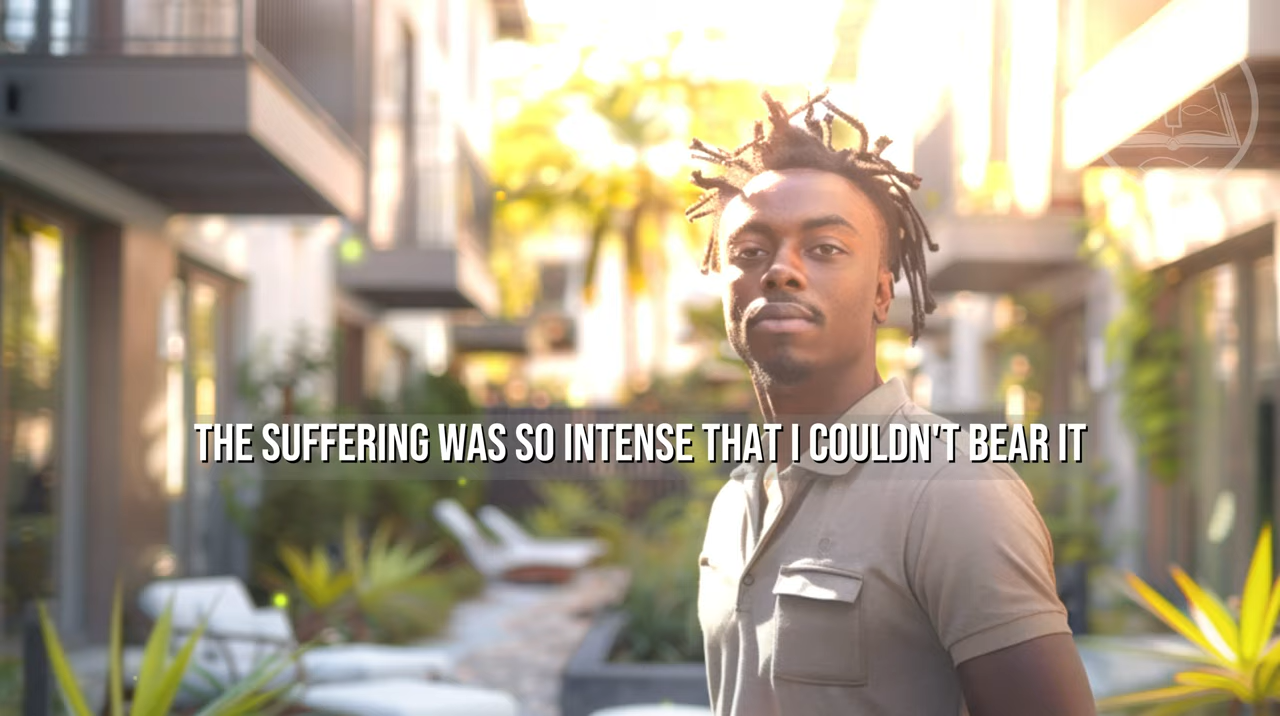 THE SUFFERING WAS SO INTENSE THAT I COULDN'T BEAR IT